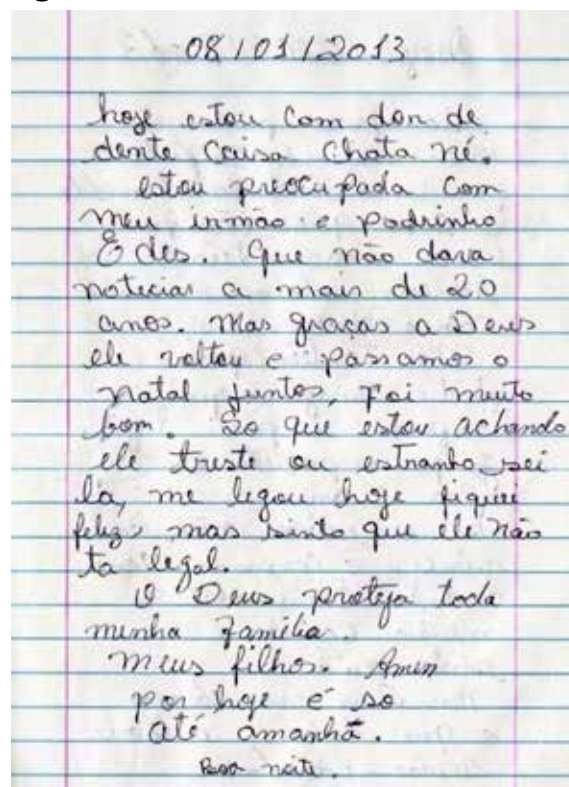 08/01/2013
hoje estou com dor de
dente Coisa Chata né.
estou preocupada com
meu irmão e padrinho
Edes. Que não dava
noticias a mais de 20
anos. Mas graças a Deus
ele voltou e passamos o
natal juntos, Foi muito
bom. So que estou achando
ele triste ou estranho sei
la, me legou hoje fiquei
feliz, mas sinto que ele não
ta legal.
O Deus proteja toda
minha Familia.
Meus filhos. Amen
por hoje é so
até amanhã.
Boa noite.